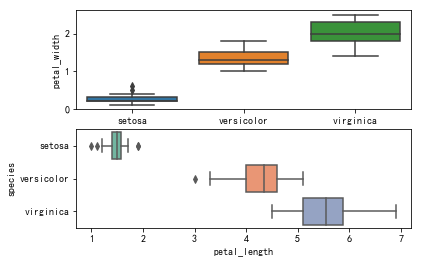 petal_width
2
1
0
setosa
versicolor
virginica
species
setosa
versicolor
virginica
1
2
3
4
5
6
7
petal_length